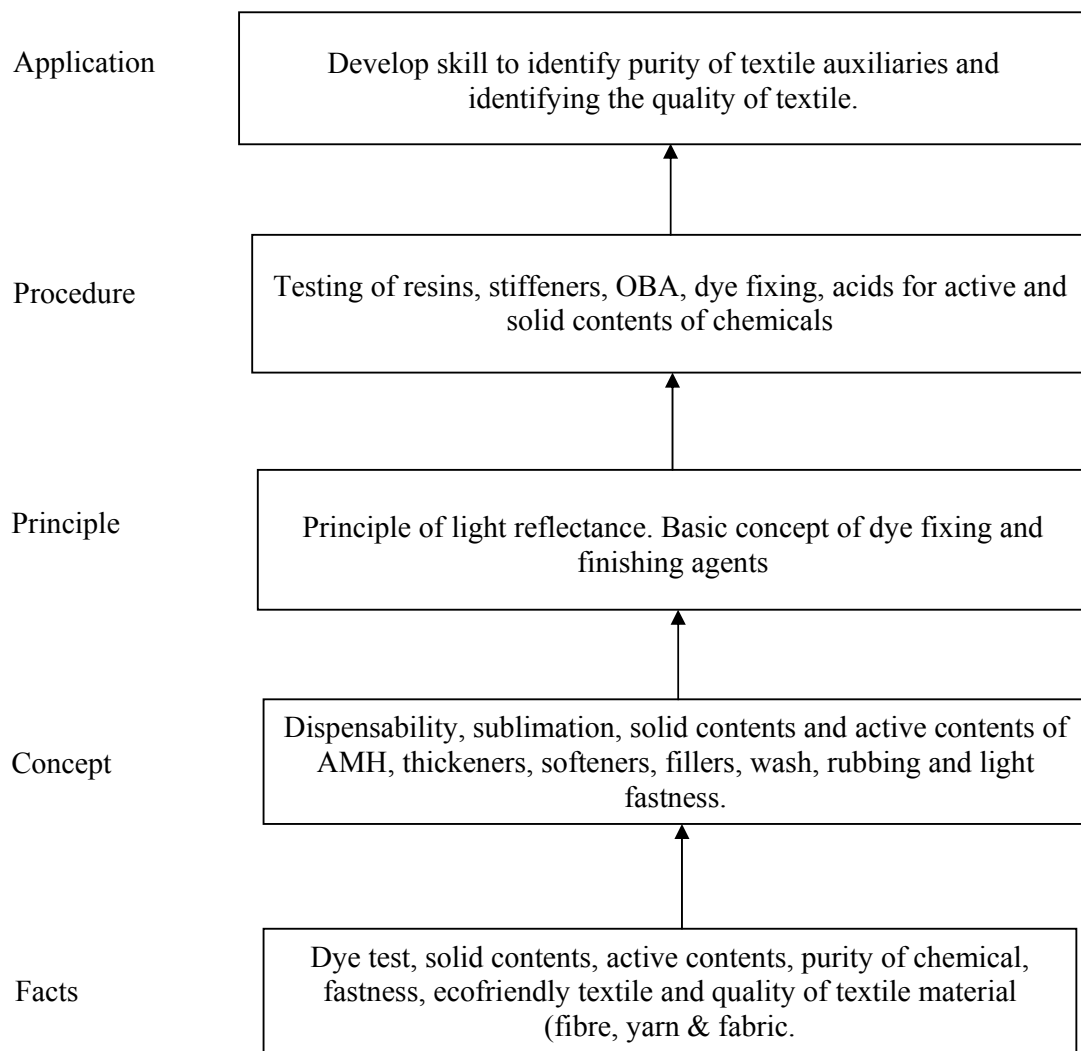 Application
Develop skill to identify purity of textile auxiliaries and
identifying the quality of textile.
Procedure
Testing of resins, stiffeners, OBA, dye fixing, acids for active and
solid contents of chemicals
Principle
Principle of light reflectance. Basic concept of dye fixing and
finishing agents
Concept
Dispensability, sublimation, solid contents and active contents of
AMH, thickeners, softeners, fillers, wash, rubbing and light
fastness.
Facts
Dye test, solid contents, active contents, purity of chemical,
fastness, ecofriendly textile and quality of textile material
(fibre, yarn & fabric.